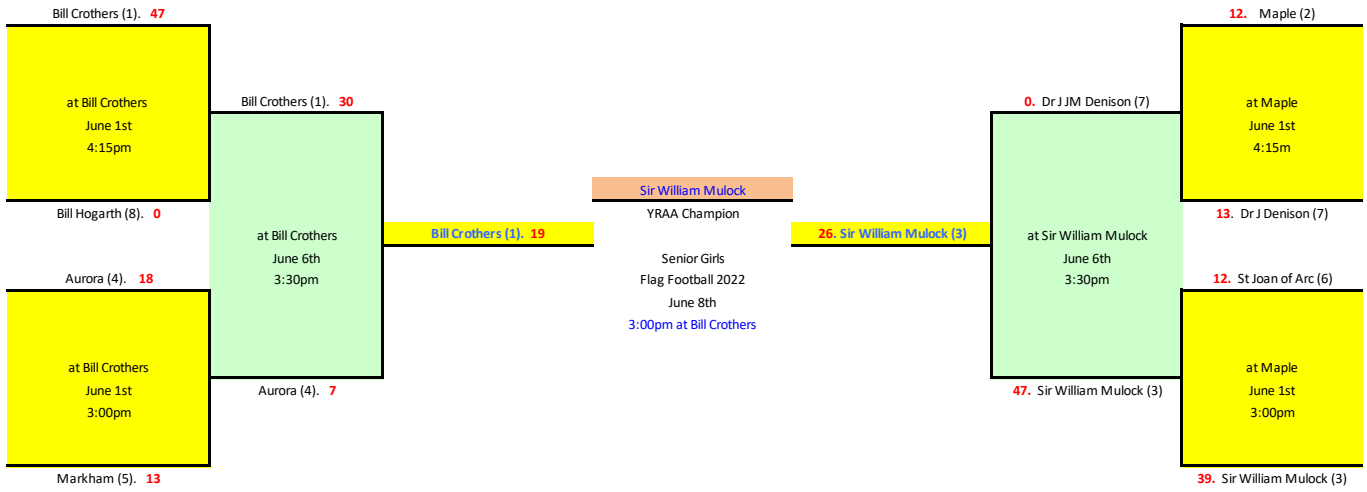 Bill Crothers (1). 47
at Bill Crothers
June 1st
4:15pm
Bill Hogarth (8). 0
Aurora (4). 18
at Bill Crothers
June 1st
3:00pm
Markham (5). 13
Bill Crothers (1). 30
at Bill Crothers
June 6th
3:30pm
Aurora (4). 7
Bill Crothers (1). 19
Sir William Mulock
YRAA Champion
Senior Girls
Flag Football 2022
June 8th
3:00pm at Bill Crothers
26. Sir William Mulock (3)
0. Dr J JM Denison (7)
at Sir William Mulock
June 6th
3:30pm
47. Sir William Mulock (3)
12. Maple (2)
at Maple
June 1st
4:15m
13. Dr J Denison (7)
12. St Joan of Arc (6)
at Maple
June 1st
3:00pm
39. Sir William Mulock (3)